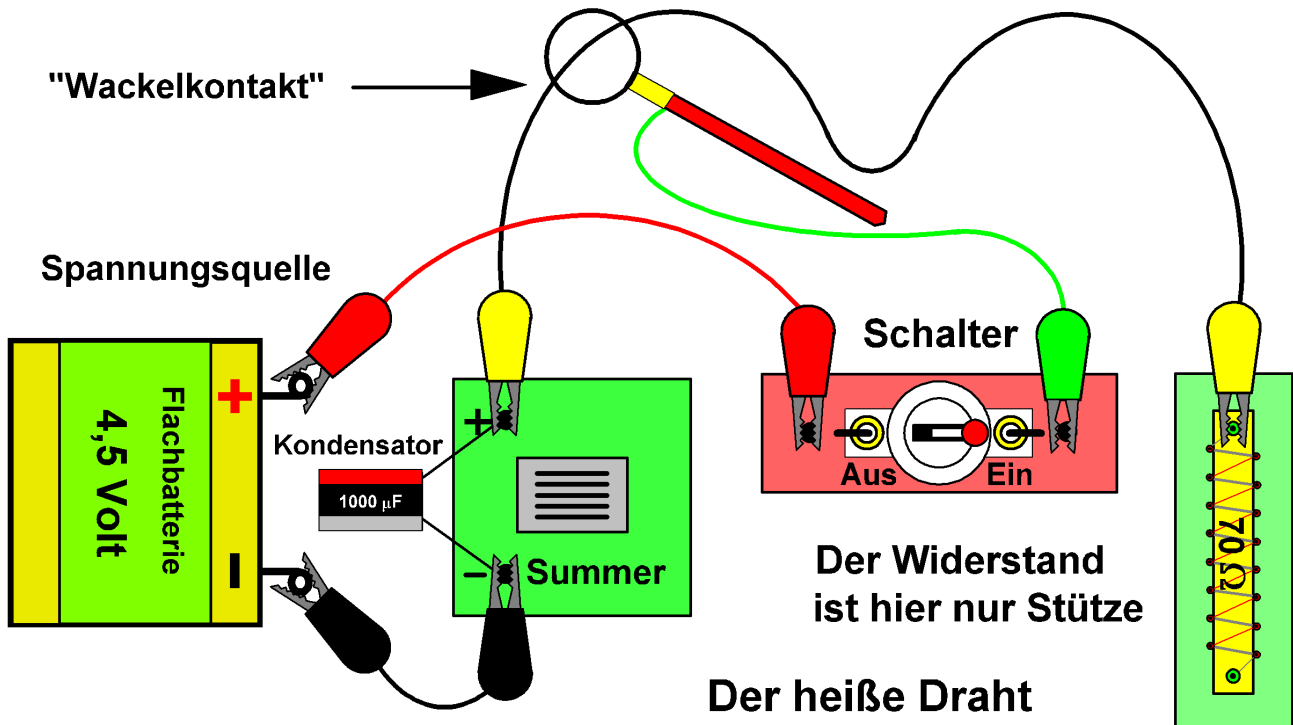 "Wackelkontakt"
Spannungsquelle
Schalter
+
Flachbatterie
4,5 Volt
-
Kondensator
1000 µF
+
- Summer
Aus
Ein
70 Ω
Der Widerstand
ist hier nur Stütze
Der heiße Draht